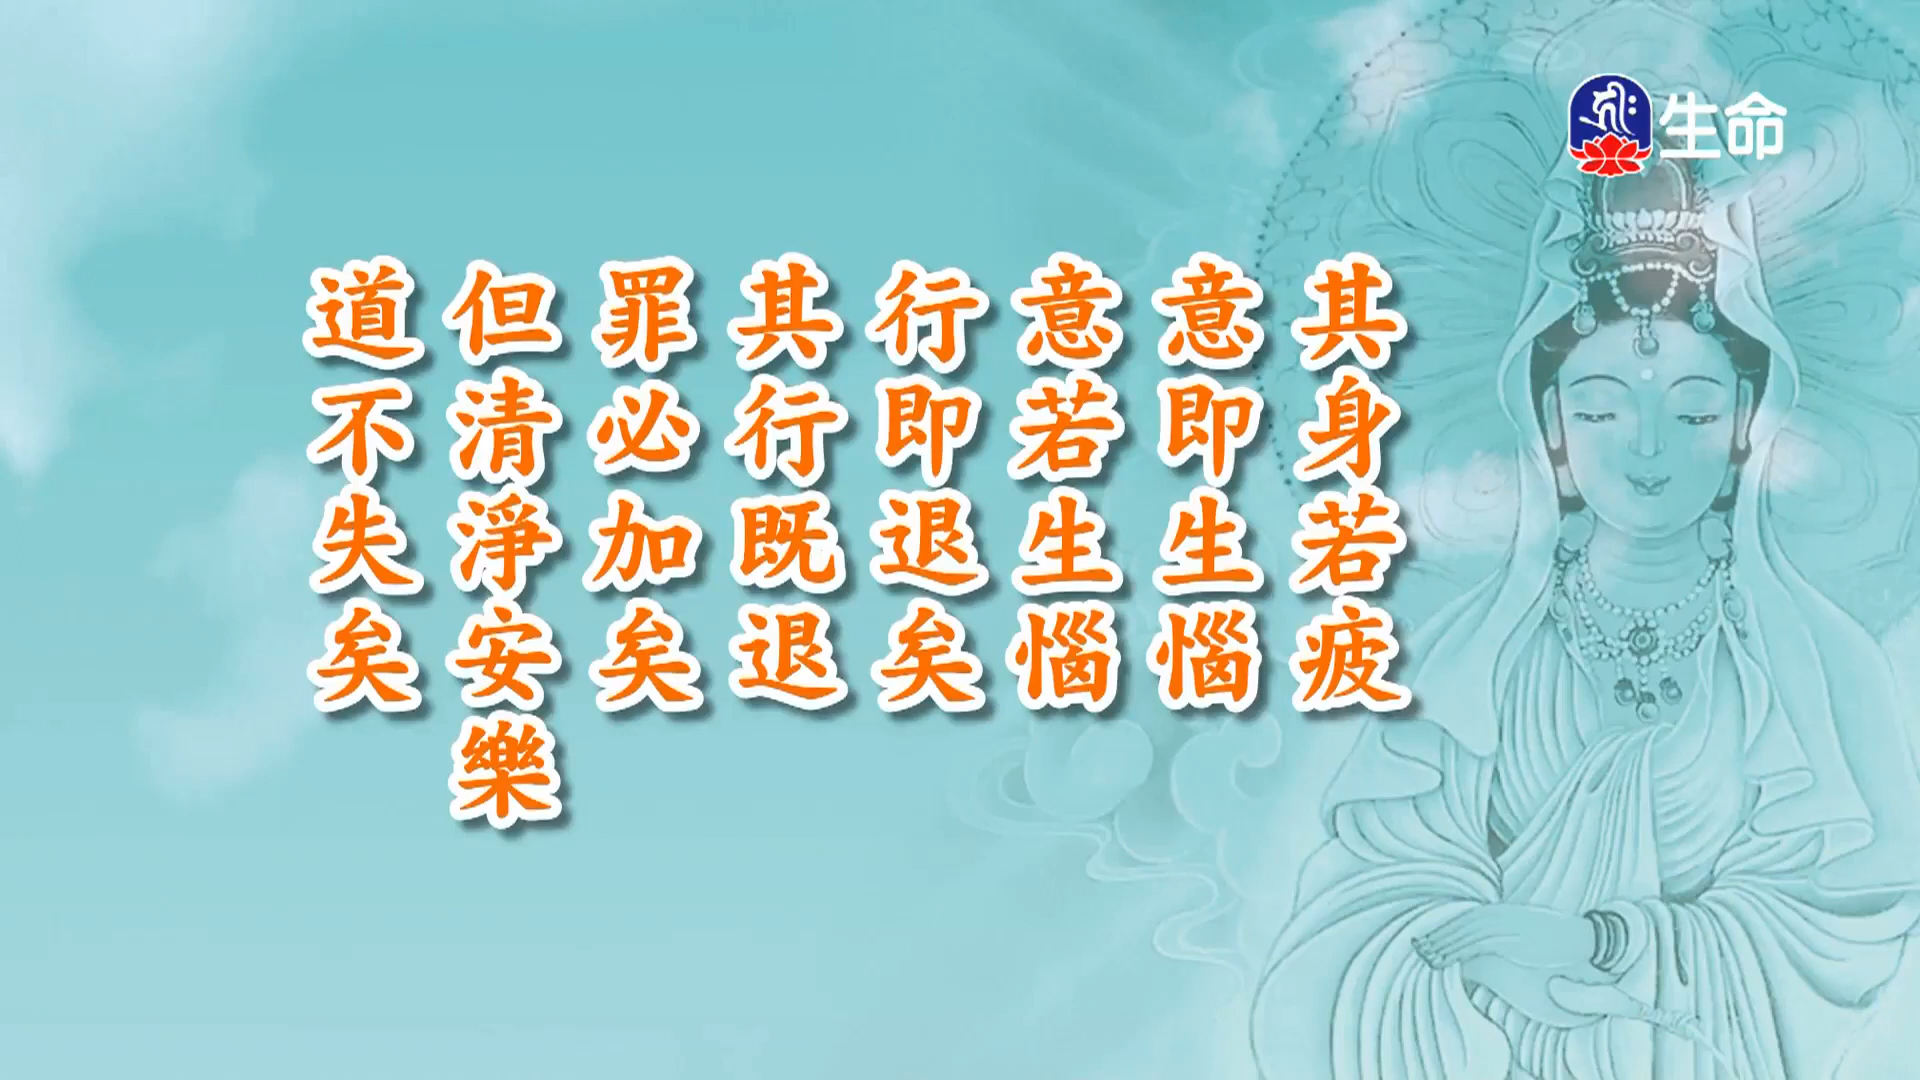 生命
其身若疲
意即生惱
意若生惱
行即退矣
其行既退
罪必加矣
但清淨安樂
道不失矣